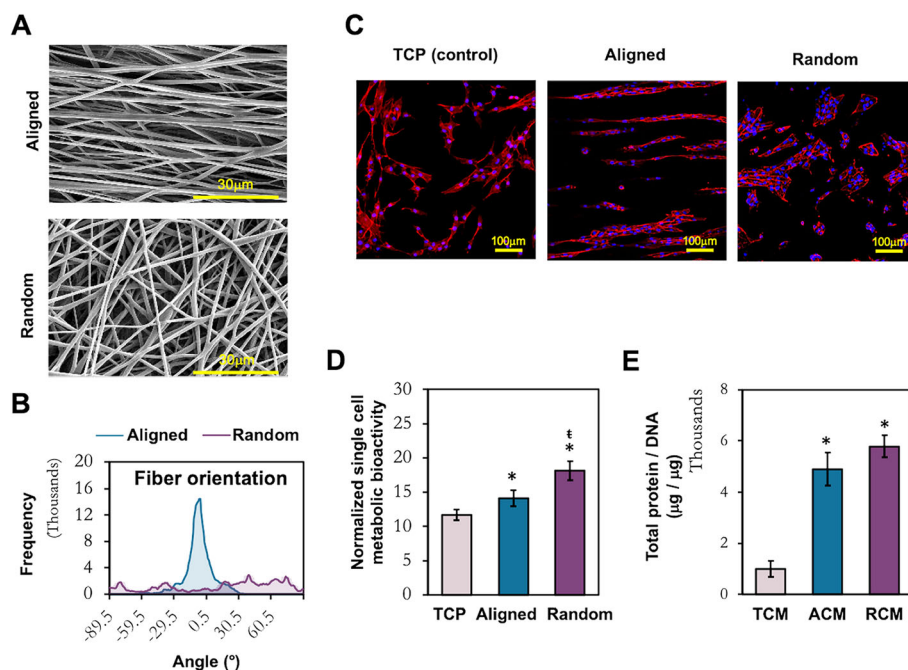 A
Aligned
30µm
Random
30µm
B
Aligned
Random
Fiber orientation
Frequency
(Thousands)
20
16
12
8
4
0
-89.5
-59.5
-29.5
0.5
30.5
60.5
Angle (°)
C
TCP (control)
Aligned
Random
100µm
100µm
100µm
D
Normalized single cell
metabolic bioactivity
30
25
20
15
10
5
0
*
ŧ
*
TCP
Aligned
Random
E
Total protein / DNA
(µg / µg)
Thousands
8
6
4
2
0
*
*
TCM
ACM
RCM